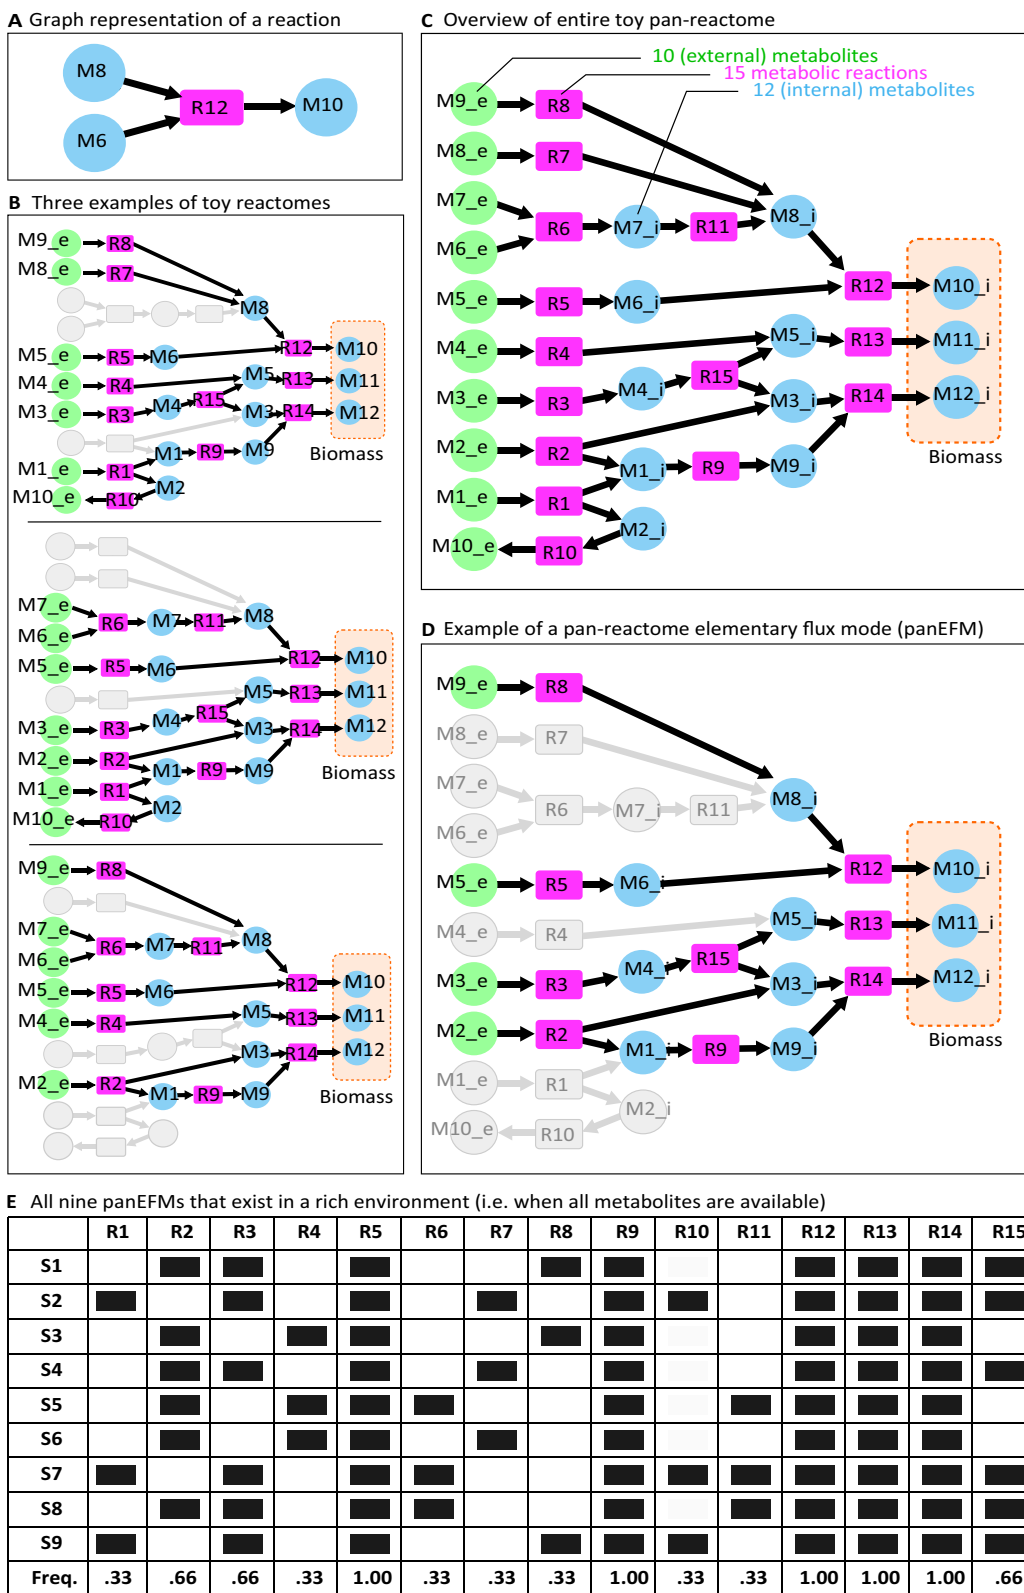 A Graph representation of a reaction
M8
R12
M10
M6
B Three examples of toy reactomes
M9_e
R8
M8_e
R7
M8
M5_e
R5
M6
R12
M10
M4_e
R4
M5
R13
M11
M3_e
R3
M4
R15
M3
R14
M12
Biomass
M1
R9
M9
M1_e
R1
M2
M10_e
R10
M7_e
R6
M7
R11
M8
M6_e
M5_e
R5
M6
R12
M10
M5
R13
M11
M3_e
R3
M4
R15
M3
R14
M12
M2_e
R2
M1
R9
M9
Biomass
M1_e
R1
M2
M10_e
R10
M9_e
R8
M7_e
R6
M7
R11
M8
M6_e
M5_e
R5
M6
R12
M10
M4_e
R4
M5
R13
M11
M3
R14
M12
M2_e
R2
M1
R9
M9
Biomass
C Overview of entire toy pan-reactome
10 (external) metabolites
15 metabolic reactions
12 (internal) metabolites
M9_e
R8
M8_e
R7
M7_e
M8_i
R6
M7_i
R11
M6_e
M5_e
R5
M6_i
R12
M10_i
M4_e
R4
M5_i
R13
M11_i
M3_e
R3
M4_i
R15
M3_i
R14
M12_i
M2_e
R2
M1_i
R9
M9_i
Biomass
M1_e
R1
M2_i
M10_e
R10
D Example of a pan-reactome elementary flux mode (panEFM)
M9_e
R8
M8_e
R7
M7_e
M8_i
R6
M7_i
R11
M6_e
M5_e
R5
M6_i
R12
M10_i
M4_e
R4
M5_i
R13
M11_i
M3_e
R3
M4_i
R15
M3_i
R14
M12_i
M2_e
R2
M1_i
R9
M9_i
Biomass
M1_e
R1
M2_i
M10_e
R10
E All nine panEFMs that exist in a rich environment (i.e. when all metabolites are available)
R1 R2 R3 R4 R5 R6 R7 R8 R9 R10 R11 R12 R13 R14 R15
S1
S2
S3
S4
S5
S6
S7
S8
S9
Freq. .33 .66 .66 .33 1.00 .33 .33 .33 1.00 .33 .33 1.00 1.00 1.00 .66